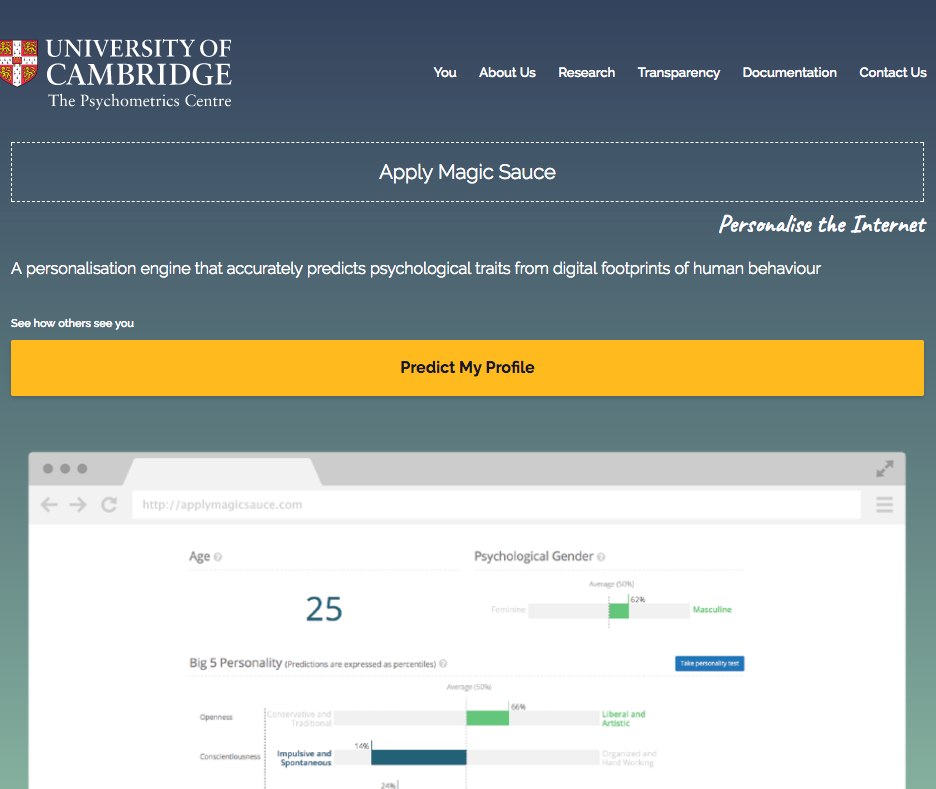 UNIVERSITY OF
CAMBRIDGE
The Psychometrics Centre
You About Us Research Transparency Documentation Contact Us
Apply Magic Sauce
Personalise the Internet
A personalisation engine that accurately predicts psychological traits from digital footprints of human behaviour
See how others see you
Predict My Profile
http://applymagicsauce.com
Age ?
Psychological Gender ?
25
Average (50%)
62%
Feminine
Masculine
Big 5 Personality (Predictions are expressed as percentiles) ?
Take personality test
Average (50%)
66%
Openness
Conservative and
Traditional
Liberal and
Artistic
14%
Conscientiousness
Impulsive and
Spontaneous
Organized and
Hard Working
24%